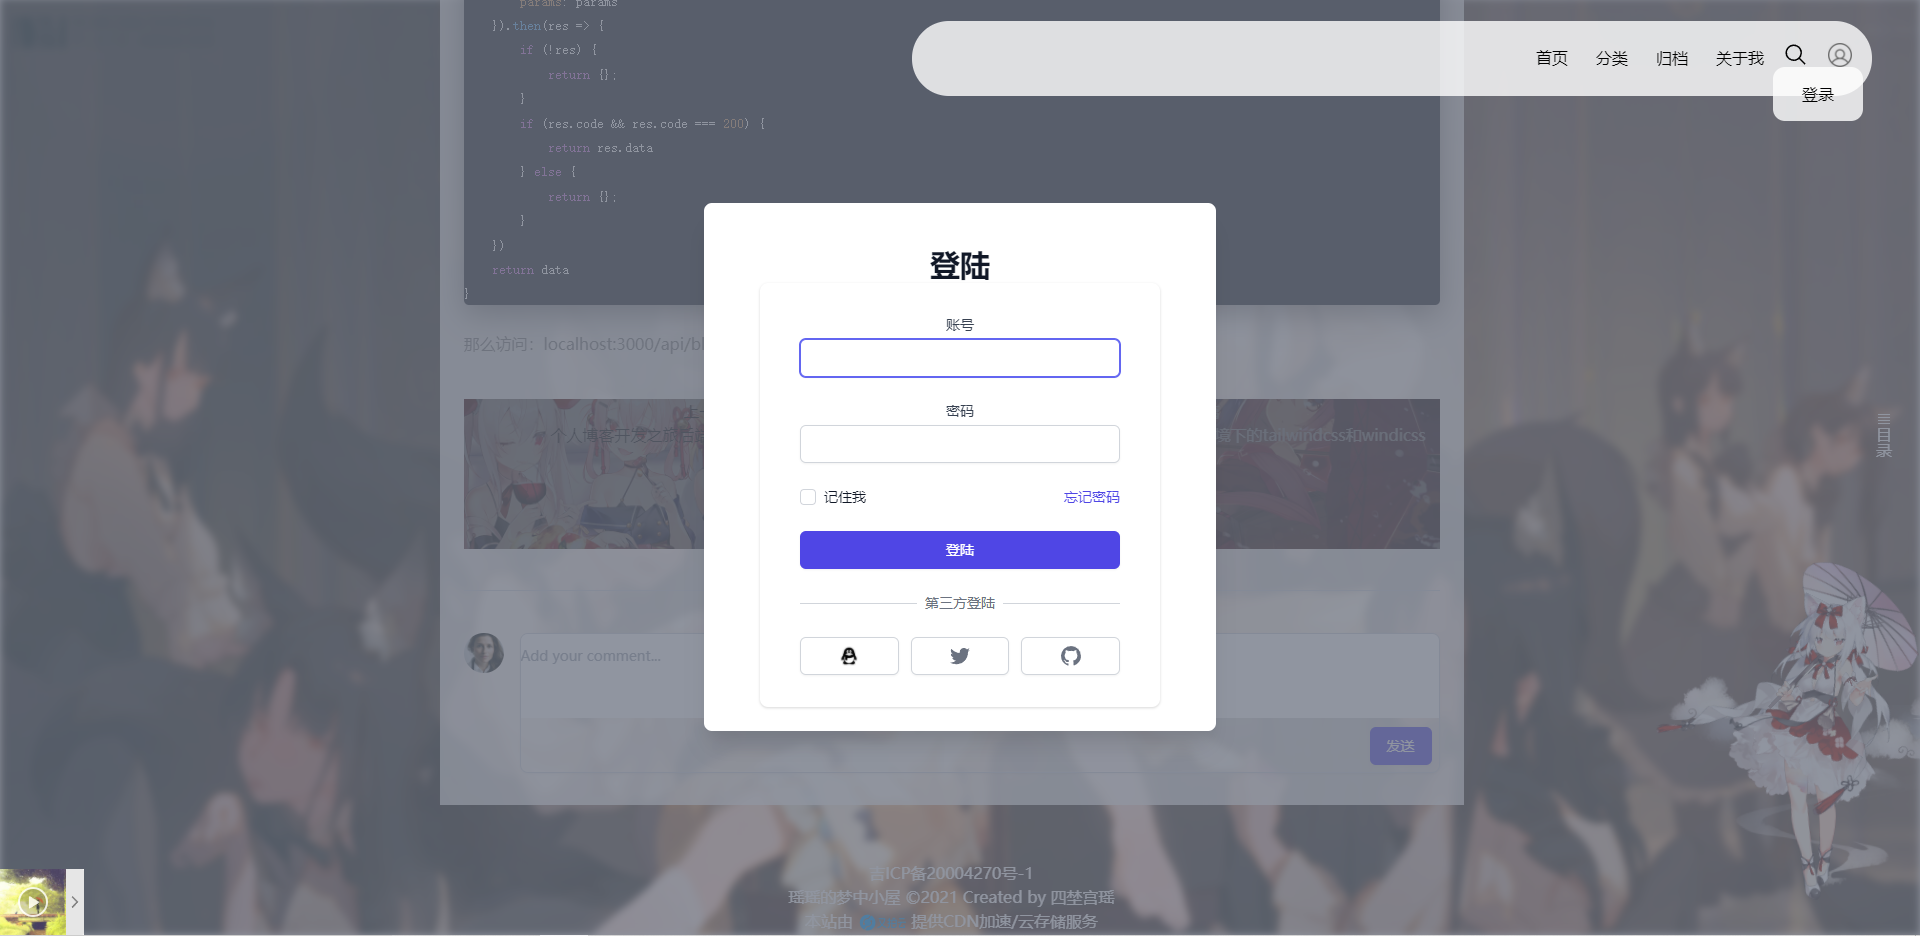 params: params
}).then(res => {
if (!res) {
return {};
}
if (res.code && res.code === 200) {
return res.data
} else {
return {};
}
})
return data
}
首页 分类 归档 关于我
登录
登陆
账号
密码
记住我 忘记密码
登陆
第三方登陆
那么访问：localhost:3000/api/b
个人博客开发之旅
境下的tailwindcss和windicss
目录
Add your comment...
发送
ICP备20004270号-1
瑶瑶的梦中小屋 ©2021 Created by 四埜宫瑶
本站由 提供CDN加速/云存储服务